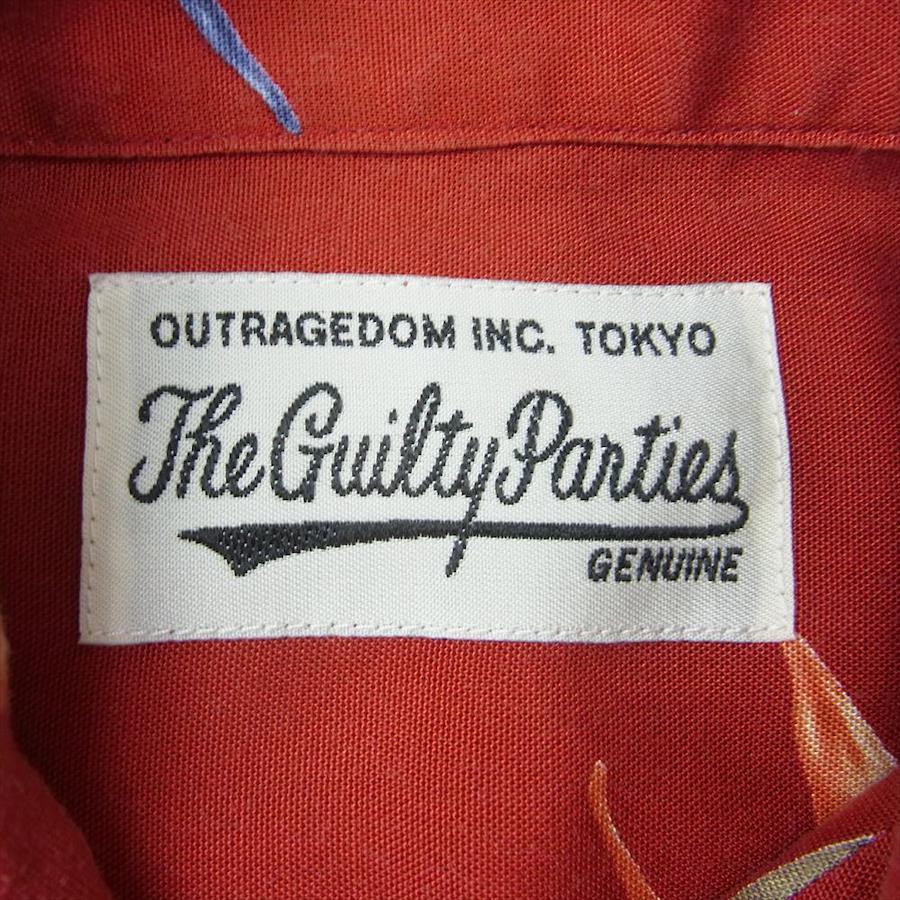 OUTRAGEDOM INC. TOKYO
The Guilty Parties
GENUINE